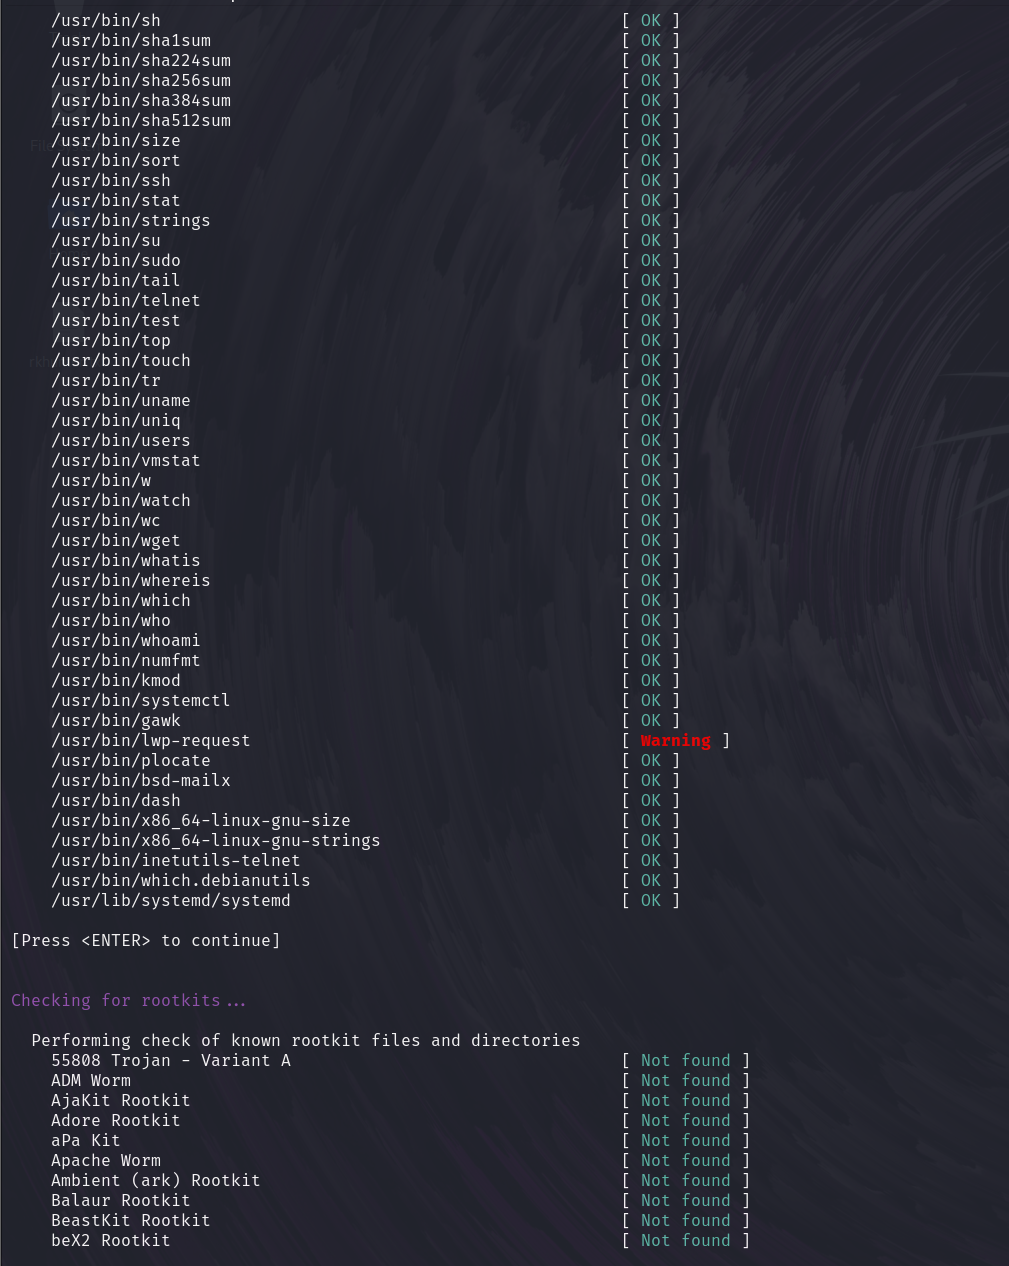 /usr/bin/sh [ OK ]
/usr/bin/sha1sum [ OK ]
/usr/bin/sha224sum [ OK ]
/usr/bin/sha256sum [ OK ]
/usr/bin/sha384sum [ OK ]
/usr/bin/sha512sum [ OK ]
/usr/bin/size [ OK ]
/usr/bin/sort [ OK ]
/usr/bin/ssh [ OK ]
/usr/bin/stat [ OK ]
/usr/bin/strings [ OK ]
/usr/bin/su [ OK ]
/usr/bin/sudo [ OK ]
/usr/bin/tail [ OK ]
/usr/bin/telnet [ OK ]
/usr/bin/test [ OK ]
/usr/bin/top [ OK ]
/usr/bin/touch [ OK ]
/usr/bin/tr [ OK ]
/usr/bin/uname [ OK ]
/usr/bin/uniq [ OK ]
/usr/bin/users [ OK ]
/usr/bin/vmstat [ OK ]
/usr/bin/w [ OK ]
/usr/bin/watch [ OK ]
/usr/bin/wc [ OK ]
/usr/bin/wget [ OK ]
/usr/bin/whatis [ OK ]
/usr/bin/whereis [ OK ]
/usr/bin/which [ OK ]
/usr/bin/who [ OK ]
/usr/bin/whoami [ OK ]
/usr/bin/numfmt [ OK ]
/usr/bin/kmod [ OK ]
/usr/bin/systemctl [ OK ]
/usr/bin/gawk [ OK ]
/usr/bin/lwp-request [ Warning ]
/usr/bin/plocate [ OK ]
/usr/bin/bsd-mailx [ OK ]
/usr/bin/dash [ OK ]
/usr/bin/x86_64-linux-gnu-size [ OK ]
/usr/bin/x86_64-linux-gnu-strings [ OK ]
/usr/bin/inetutils-telnet [ OK ]
/usr/bin/which.debianutils [ OK ]
/usr/lib/systemd/systemd [ OK ]
[Press <ENTER> to continue]
Checking for rootkits...
Performing check of known rootkit files and directories
55808 Trojan - Variant A [ Not found ]
ADM Worm [ Not found ]
AjaKit Rootkit [ Not found ]
Adore Rootkit [ Not found ]
aPa Kit [ Not found ]
Apache Worm [ Not found ]
Ambient (ark) Rootkit [ Not found ]
Balaur Rootkit [ Not found ]
BeastKit Rootkit [ Not found ]
beX2 Rootkit [ Not found ]